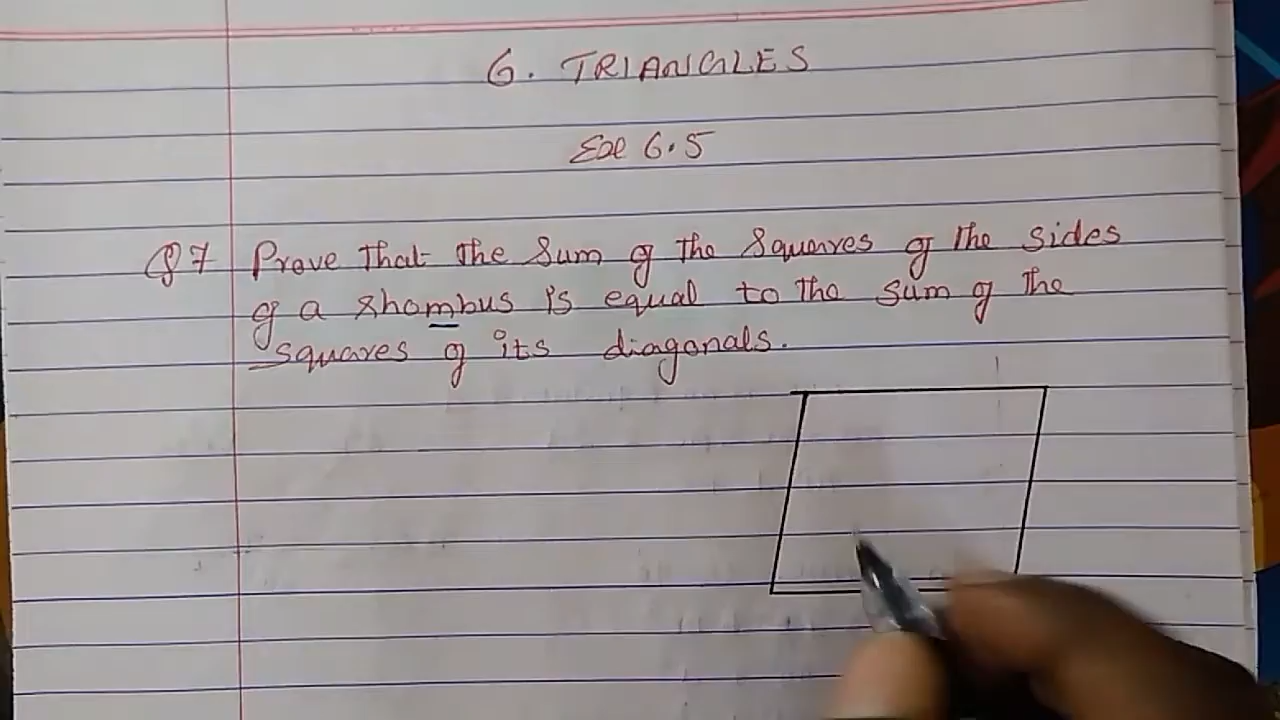 6. TRIANGLES
Exe 6.5
Q7 Prove that the sum of the squares of the sides
of a rhombus is equal to the sum of the
squares of its diagonals.